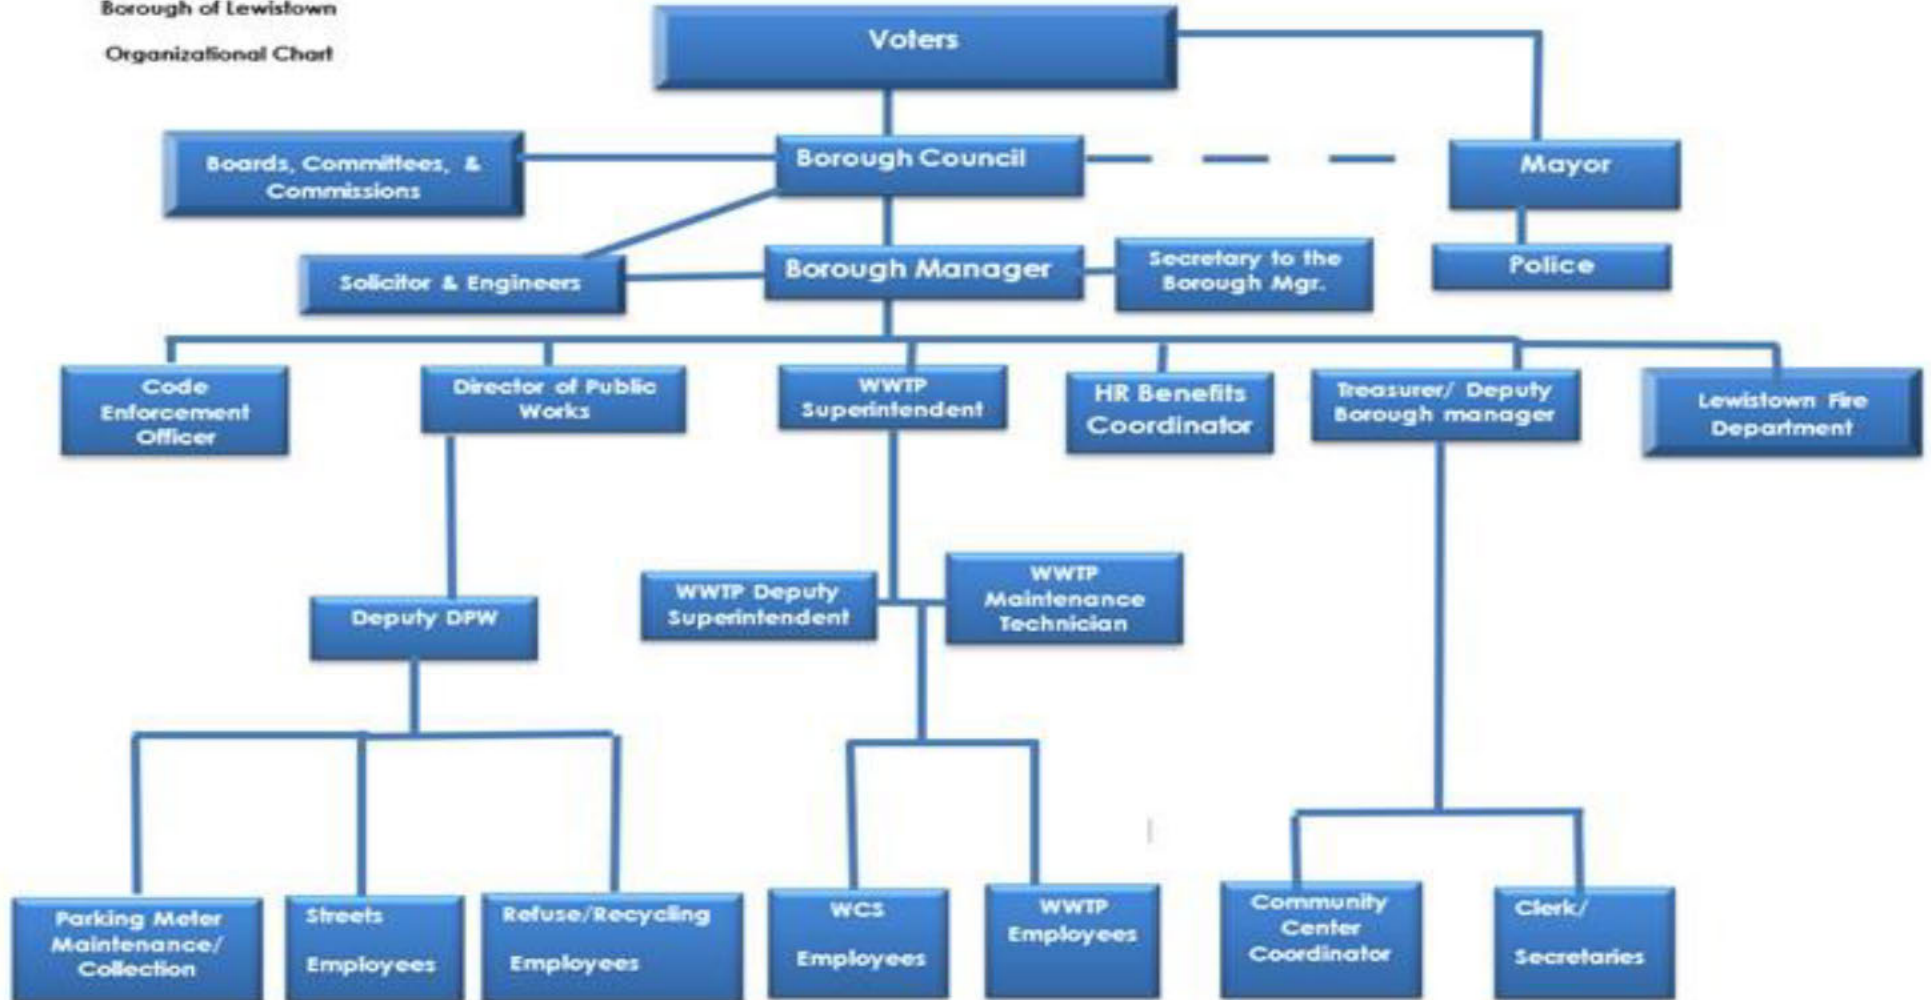 Borough of Lewistown
Organizational Chart
Voters
Boards, Committees, &
Commissions
Borough Council
Mayor
Solicitor & Engineers
Borough Manager
Secretary to the
Borough Mgr.
Police
Code
Enforcement
Officer
Director of Public
Works
WWTP
Superintendent
HR Benefits
Coordinator
Treasurer/ Deputy
Borough manager
Lewistown Fire
Department
Deputy DPW
WWTP Deputy
Superintendent
WWTP
Maintenance
Technician
Parking Meter
Maintenance/
Collection
Streets
Employees
Refuse/Recycling
Employees
WCS
Employees
WWTP
Employees
Community
Center
Coordinator
Clerk/
Secretaries